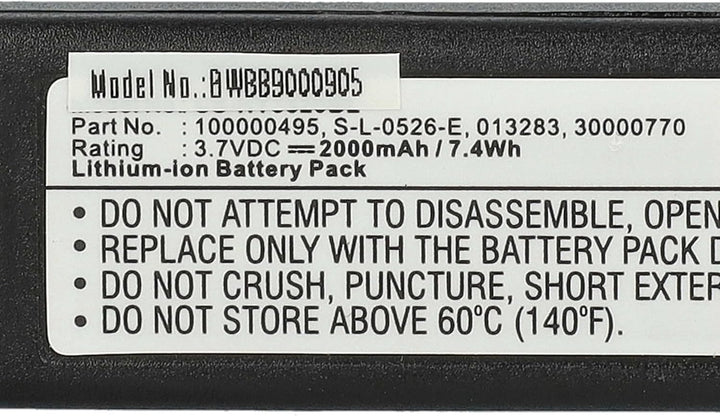 Model No.:BWBB9000905
Part No. : 100000495, S-L-0526-E, 013283, 30000770
Rating : 3.7VDC ⎓ 2000mAh / 7.4Wh
Lithium-ion Battery Pack
• DO NOT ATTEMPT TO DISASSEMBLE, OPEN
• REPLACE ONLY WITH THE BATTERY PACK D
• DO NOT CRUSH, PUNCTURE, SHORT EXTER
• DO NOT STORE ABOVE 60ºC (140ºF).